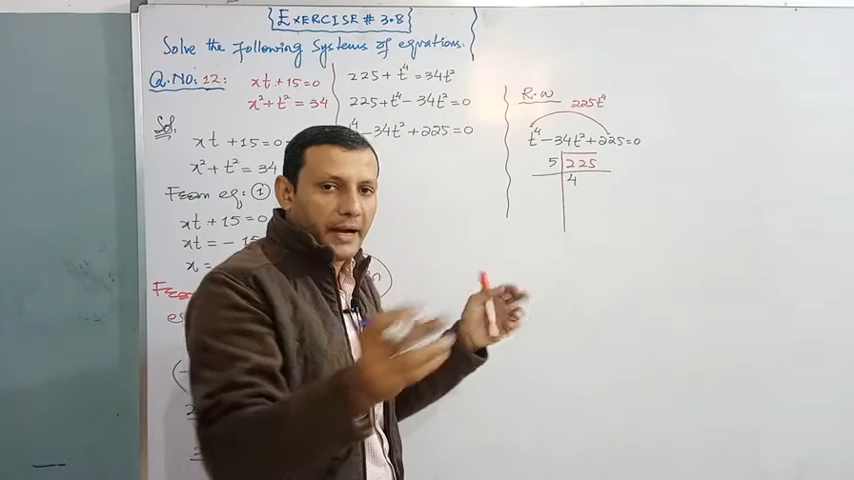 EXERCISE # 3.8
Solve the following Systems of equations.
Q.No: 12:
xt + 15 = 0
x² + t² = 34
Sol:
xt + 15 = 0
x² + t² = 34
From eq: ①
xt + 15 = 0
xt = - 15
x =
From
225 + t⁴ = 34t²
225 + t⁴ - 34t² = 0
- 34t² + 225 = 0
R.W
225t⁴
t⁴ - 34t² + 225 = 0
5 | 225
4